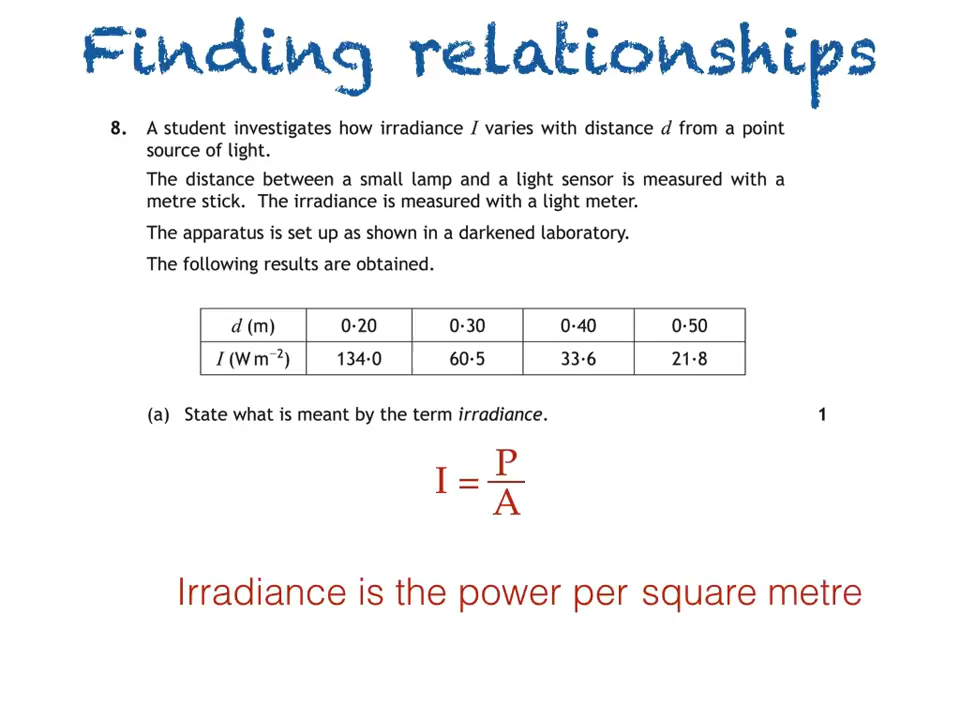 Finding relationships
8. A student investigates how irradiance I varies with distance d from a point
source of light.
The distance between a small lamp and a light sensor is measured with a
metre stick. The irradiance is measured with a light meter.
The apparatus is set up as shown in a darkened laboratory.
The following results are obtained.
d (m) 0·20 0·30 0·40 0·50
I (W m⁻²) 134·0 60·5 33·6 21·8
(a) State what is meant by the term irradiance. 1
I = P/A
Irradiance is the power per square metre